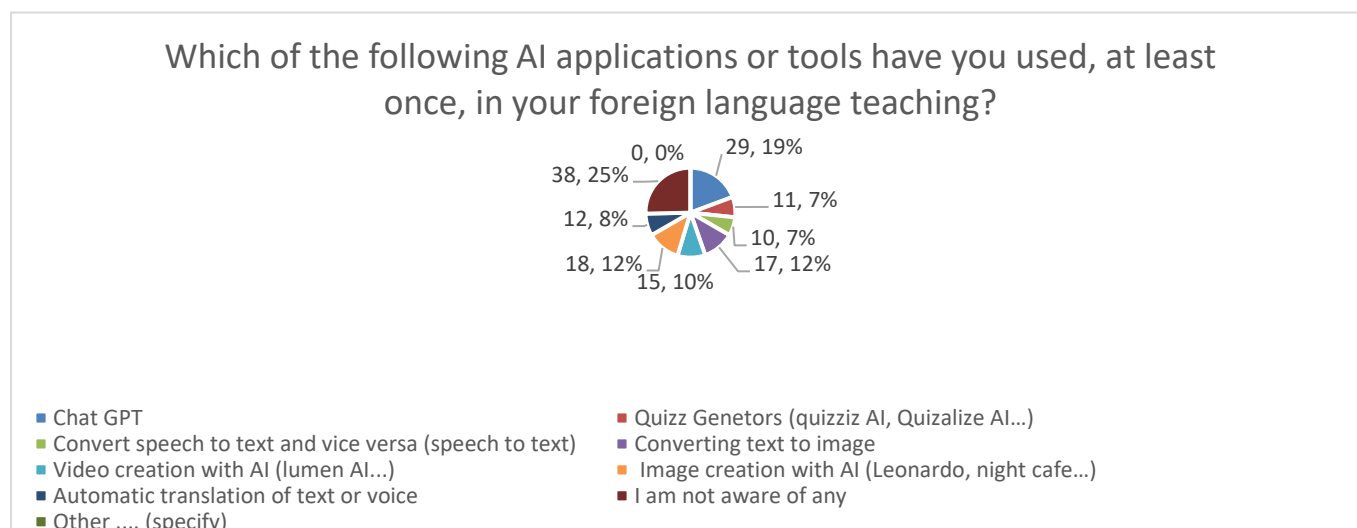 Which of the following AI applications or tools have you used, at least
once, in your foreign language teaching?
0, 0%
29, 19%
38, 25%
11, 7%
12, 8%
10, 7%
18, 12%
17, 12%
15, 10%
Chat GPT
Quizz Genetors (quizziz AI, Quizalize AI...)
Convert speech to text and vice versa (speech to text)
Converting text to image
Video creation with AI (lumen AI...)
Image creation with AI (Leonardo, night cafe...)
Automatic translation of text or voice
I am not aware of any
Other .... (specify)